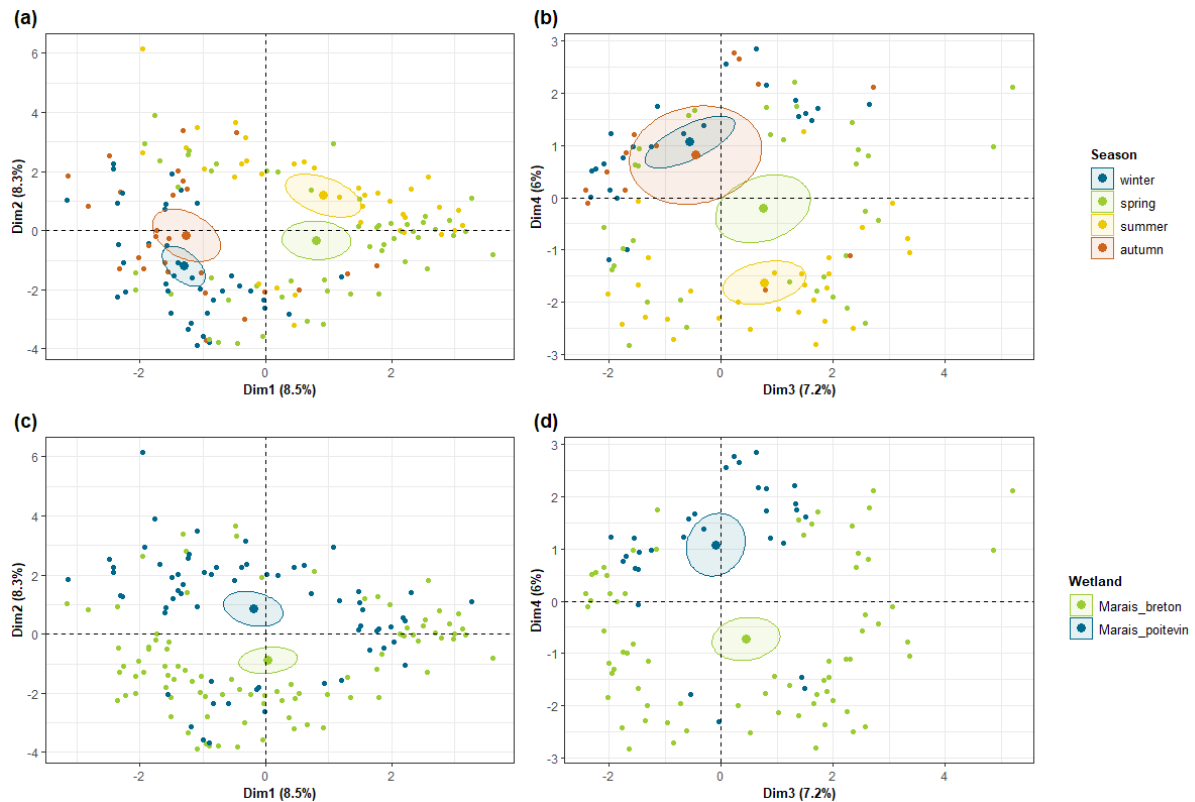 (a)
6
4
2
0
-2
-4
Dim2 (8.3%)
-2
0
2
Dim1 (8.5%)
(b)
3
2
1
0
-1
-2
-3
Dim4 (6%)
-2
0
2
4
Dim3 (7.2%)
Season
winter
spring
summer
autumn
(c)
6
4
2
0
-2
-4
Dim2 (8.3%)
-2
0
2
Dim1 (8.5%)
(d)
3
2
1
0
-1
-2
-3
Dim4 (6%)
-2
0
2
4
Dim3 (7.2%)
Wetland
Marais_breton
Marais_poitevin